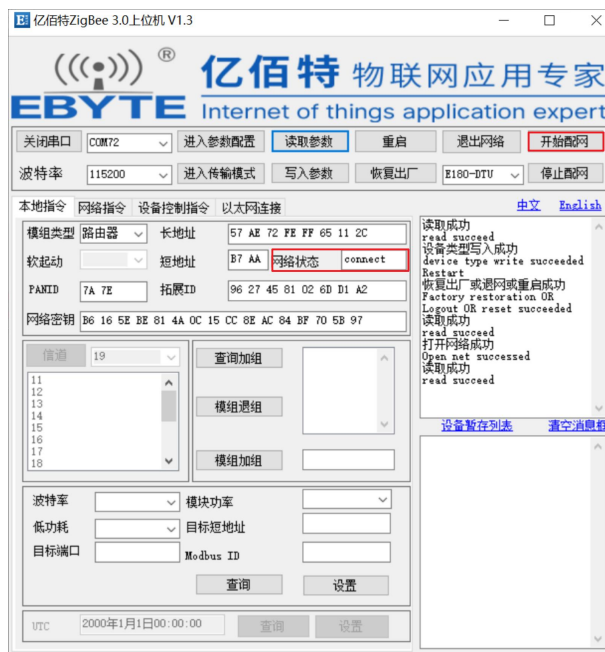 亿佰特ZigBee 3.0上位机 V1.3
®
亿佰特 物联网应用专家
EBYTE Internet of things application expert
关闭串口 COM72 进入参数配置 读取参数 重启 退出网络 开始配网
波特率 115200 进入传输模式 写入参数 恢复出厂 E180-DTU 停止配网
本地指令 网络指令 设备控制指令 以太网连接
中文 English
模组类型 路由器 长地址 57 AE 72 FE FF 65 11 2C
软起动 短地址 B7 AA 网络状态 connect
PANID 7A 7E 拓展ID 96 27 45 81 02 6D D1 A2
网络密钥 B6 16 5E BE 81 4A 0C 15 CC 8E AC 84 BF 70 5B 97
信道 19
11
12
13
14
15
16
17
18
查询加组
模组退组
模组加组
波特率 模块功率
低功耗 目标短地址
目标端口 Modbus ID
查询 设置
UTC 2000年1月1日00:00:00 查询 设置
读取成功
read succeed
设备类型写入成功
device type write succeeded
Restart
恢复出厂或退网或重启成功
Factory restoration OR
Logout OR reset succeeded
读取成功
read succeed
打开网络成功
Open net successed
读取成功
read succeed
设备暂存列表 清空消息框